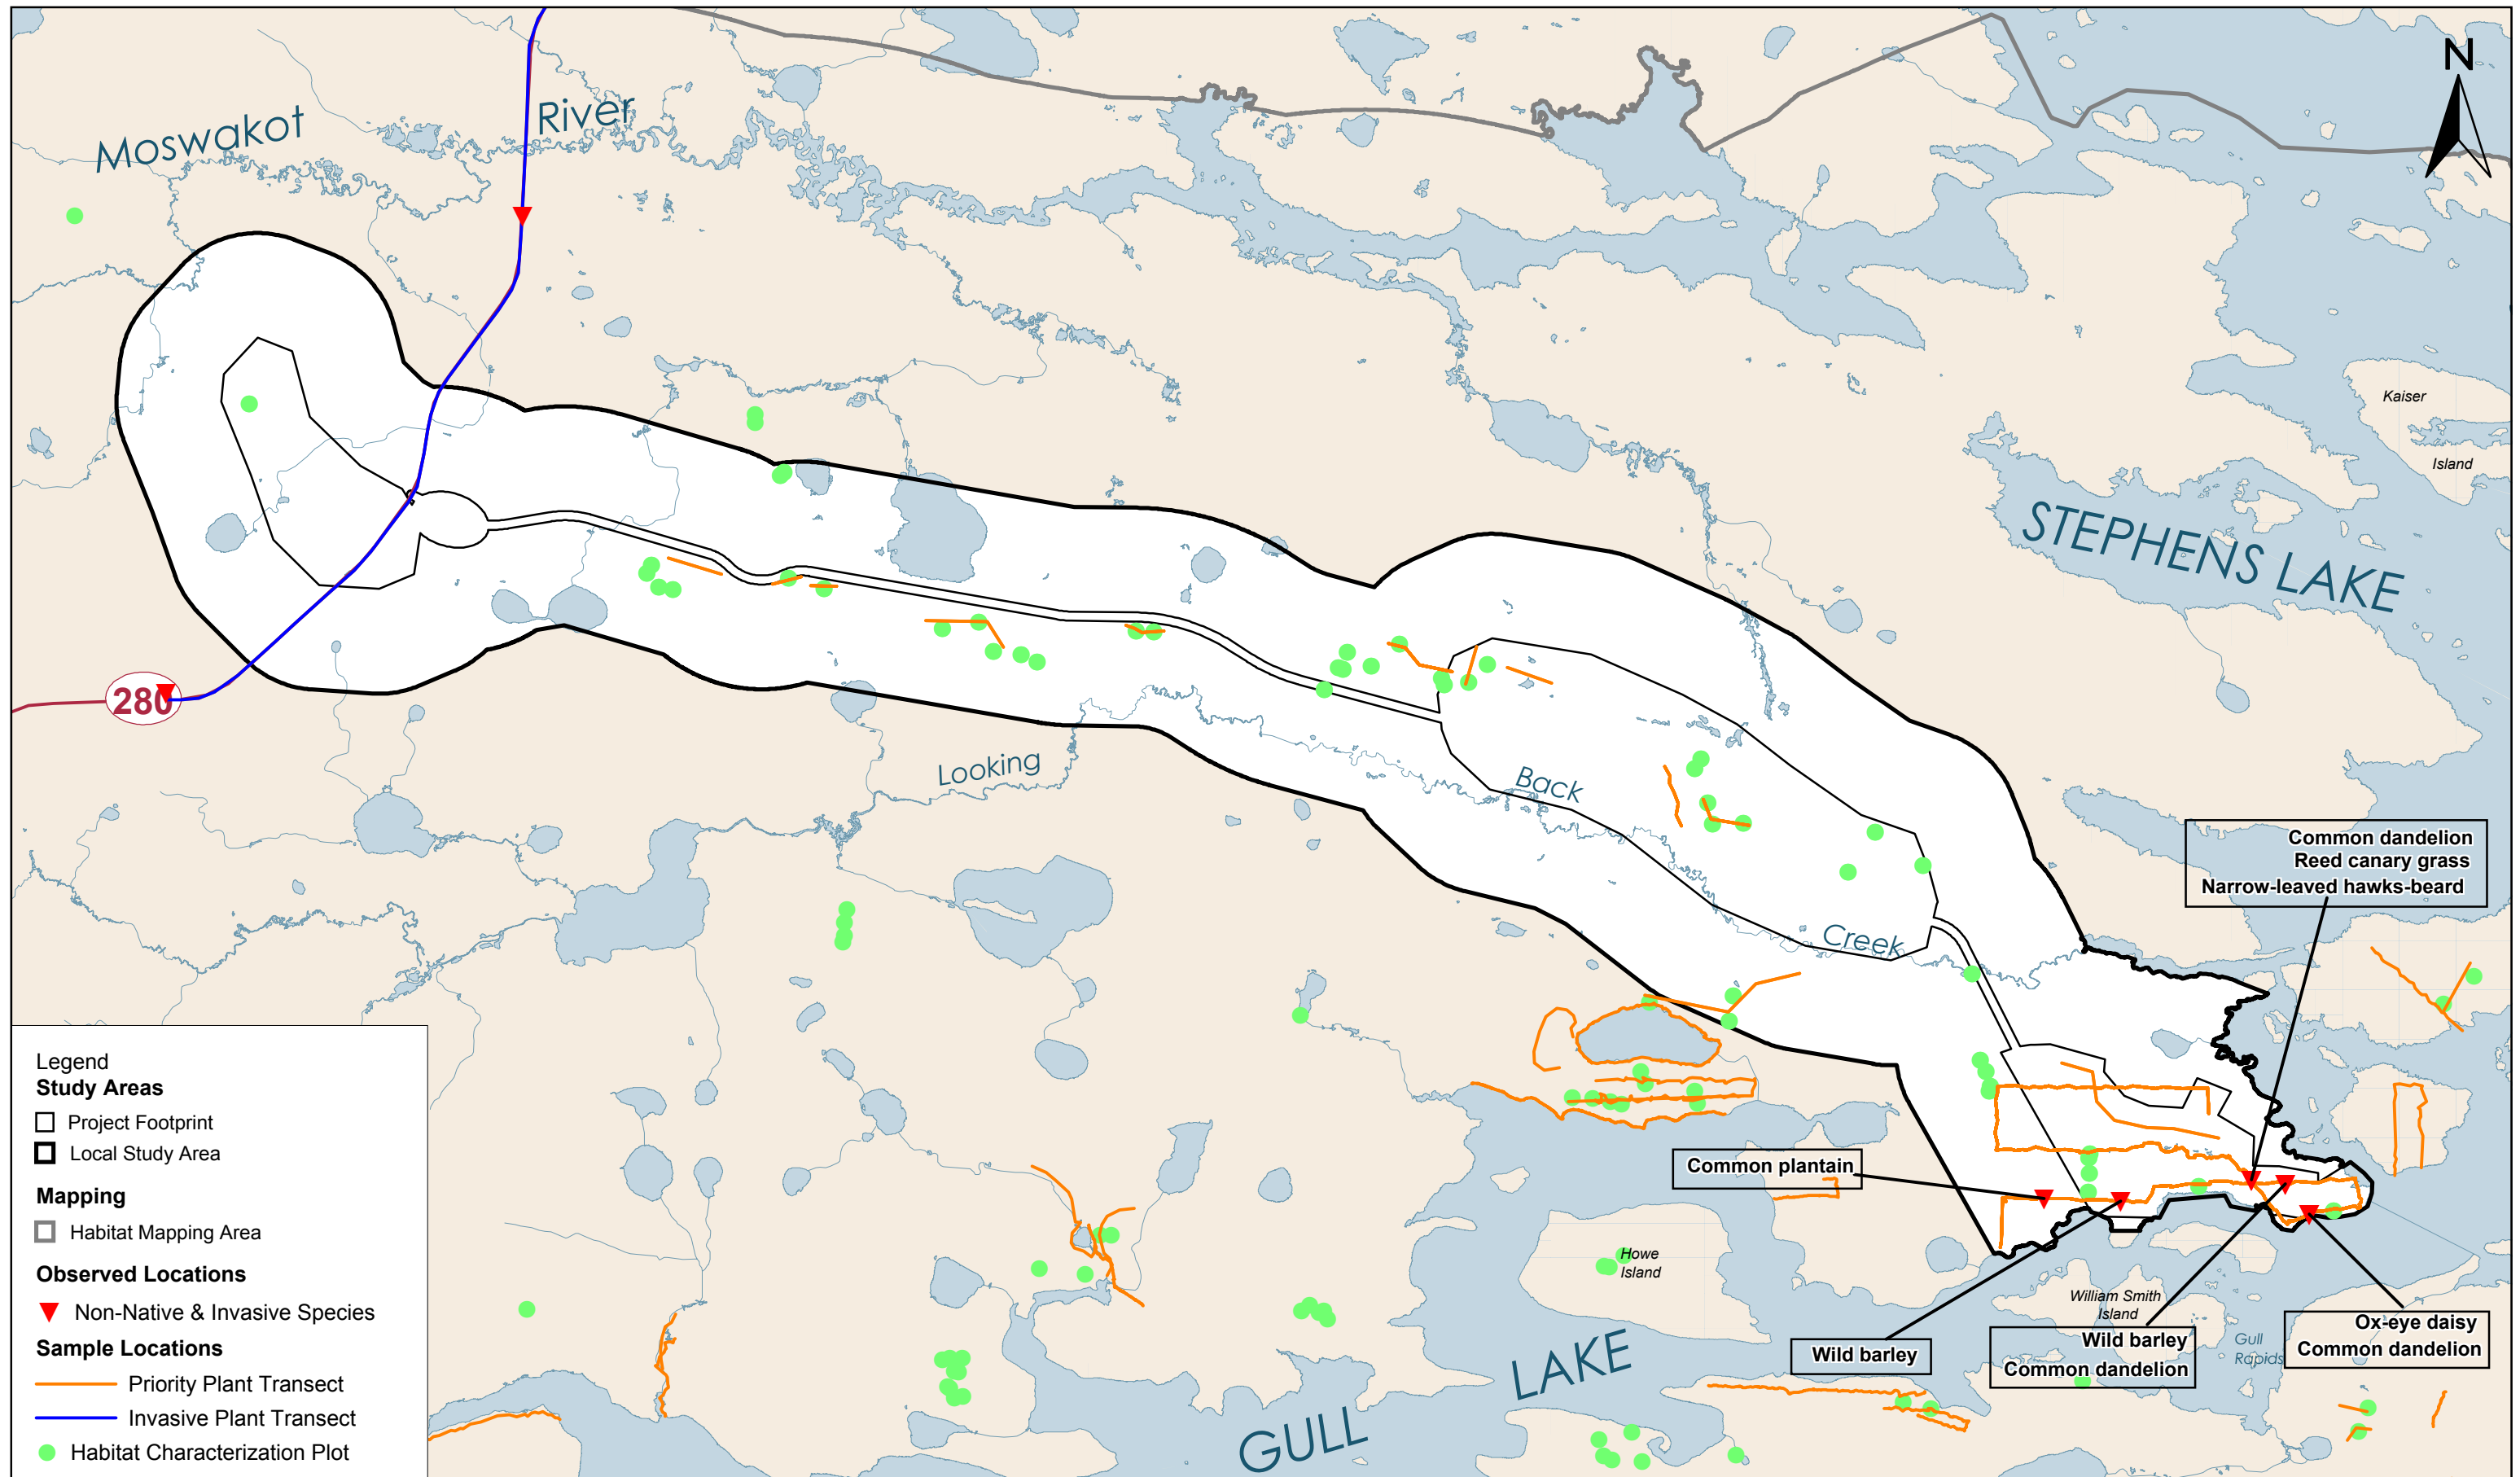 N
Moswakot
River
Kaiser
Island
STEPHENS LAKE
280
Looking
Back
Creek
Common dandelion
Reed canary grass
Narrow-leaved hawks-beard
Common plantain
Howe
Island
William Smith
Island
Gull
Rapids
Wild barley
Wild barley
Common dandelion
Ox-eye daisy
Common dandelion
GULL
LAKE
Legend
Study Areas
Project Footprint
Local Study Area
Mapping
Habitat Mapping Area
Observed Locations
Non-Native & Invasive Species
Sample Locations
Priority Plant Transect
Invasive Plant Transect
Habitat Characterization Plot